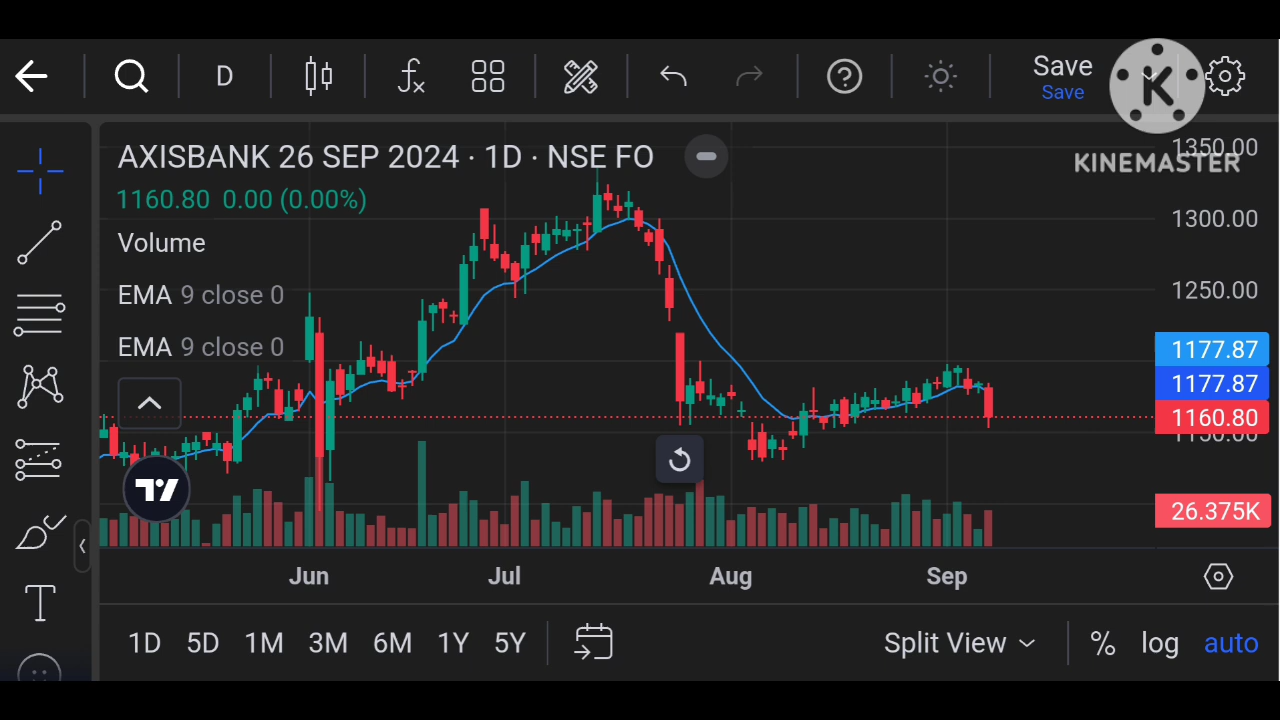 D
Save
Save
K
KINEMASTER
AXISBANK 26 SEP 2024 · 1D · NSE FO
1160.80 0.00 (0.00%)
Volume
EMA 9 close 0
EMA 9 close 0
1350.00
1300.00
1250.00
1177.87
1177.87
1160.80
1150.00
26.375K
Jun Jul Aug Sep
1D 5D 1M 3M 6M 1Y 5Y Split View % log auto